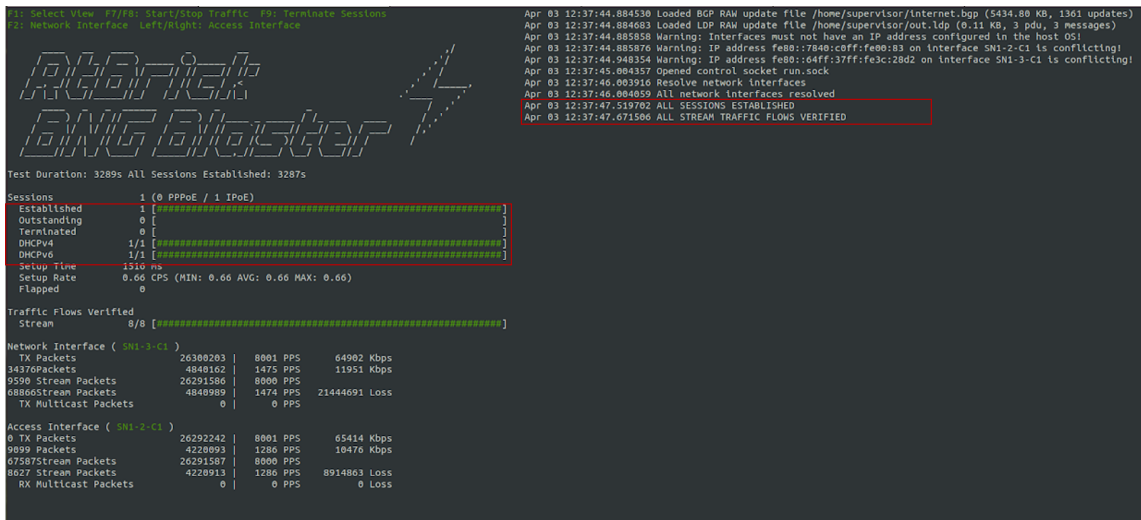 F1: Select View  F7/F8: Start/Stop Traffic  F9: Terminate Sessions
F2: Network Interface  Left/Right: Access Interface
RtBrick
BNG Blaster
Test Duration: 3289s All Sessions Established: 3287s
Sessions 1 (0 PPPoE / 1 IPoE)
Established 1 [############################################################]
Outstanding 0 [ ]
Terminated 0 [ ]
DHCPv4 1/1 [############################################################]
DHCPv6 1/1 [############################################################]
Setup Time 1516 ms
Setup Rate 0.66 CPS (MIN: 0.66 AVG: 0.66 MAX: 0.66)
Flapped 0
Traffic Flows Verified
Stream 8/8 [############################################################]
Network Interface ( SN1-3-C1 )
TX Packets 26300203 | 8001 PPS 64902 Kbps
34376Packets 4840162 | 1475 PPS 11951 Kbps
9590 Stream Packets 26291586 | 8000 PPS
68866Stream Packets 4840989 | 1474 PPS 21444691 Loss
TX Multicast Packets 0 | 0 PPS
Access Interface ( SN1-2-C1 )
0 TX Packets 26292242 | 8001 PPS 65414 Kbps
9099 Packets 4220093 | 1286 PPS 10476 Kbps
67587Stream Packets 26291587 | 8000 PPS
8627 Stream Packets 4220913 | 1286 PPS 8914863 Loss
RX Multicast Packets 0 | 0 PPS 0 Loss
Apr 03 12:37:44.884530 Loaded BGP RAW update file /home/supervisor/internet.bgp (5434.80 KB, 1361 updates)
Apr 03 12:37:44.884683 Loaded LDP RAW update file /home/supervisor/out.ldp (0.11 KB, 3 pdu, 3 messages)
Apr 03 12:37:44.885858 Warning: Interfaces must not have an IP address configured in the host OS!
Apr 03 12:37:44.885876 Warning: IP address fe80::7840:c0ff:fe00:83 on interface SN1-2-C1 is conflicting!
Apr 03 12:37:44.948354 Warning: IP address fe80::64ff:37ff:fe3c:28d2 on interface SN1-3-C1 is conflicting!
Apr 03 12:37:45.004357 Opened control socket run.sock
Apr 03 12:37:46.003916 Resolve network interfaces
Apr 03 12:37:46.004059 All network interfaces resolved
Apr 03 12:37:47.519702 ALL SESSIONS ESTABLISHED
Apr 03 12:37:47.671506 ALL STREAM TRAFFIC FLOWS VERIFIED